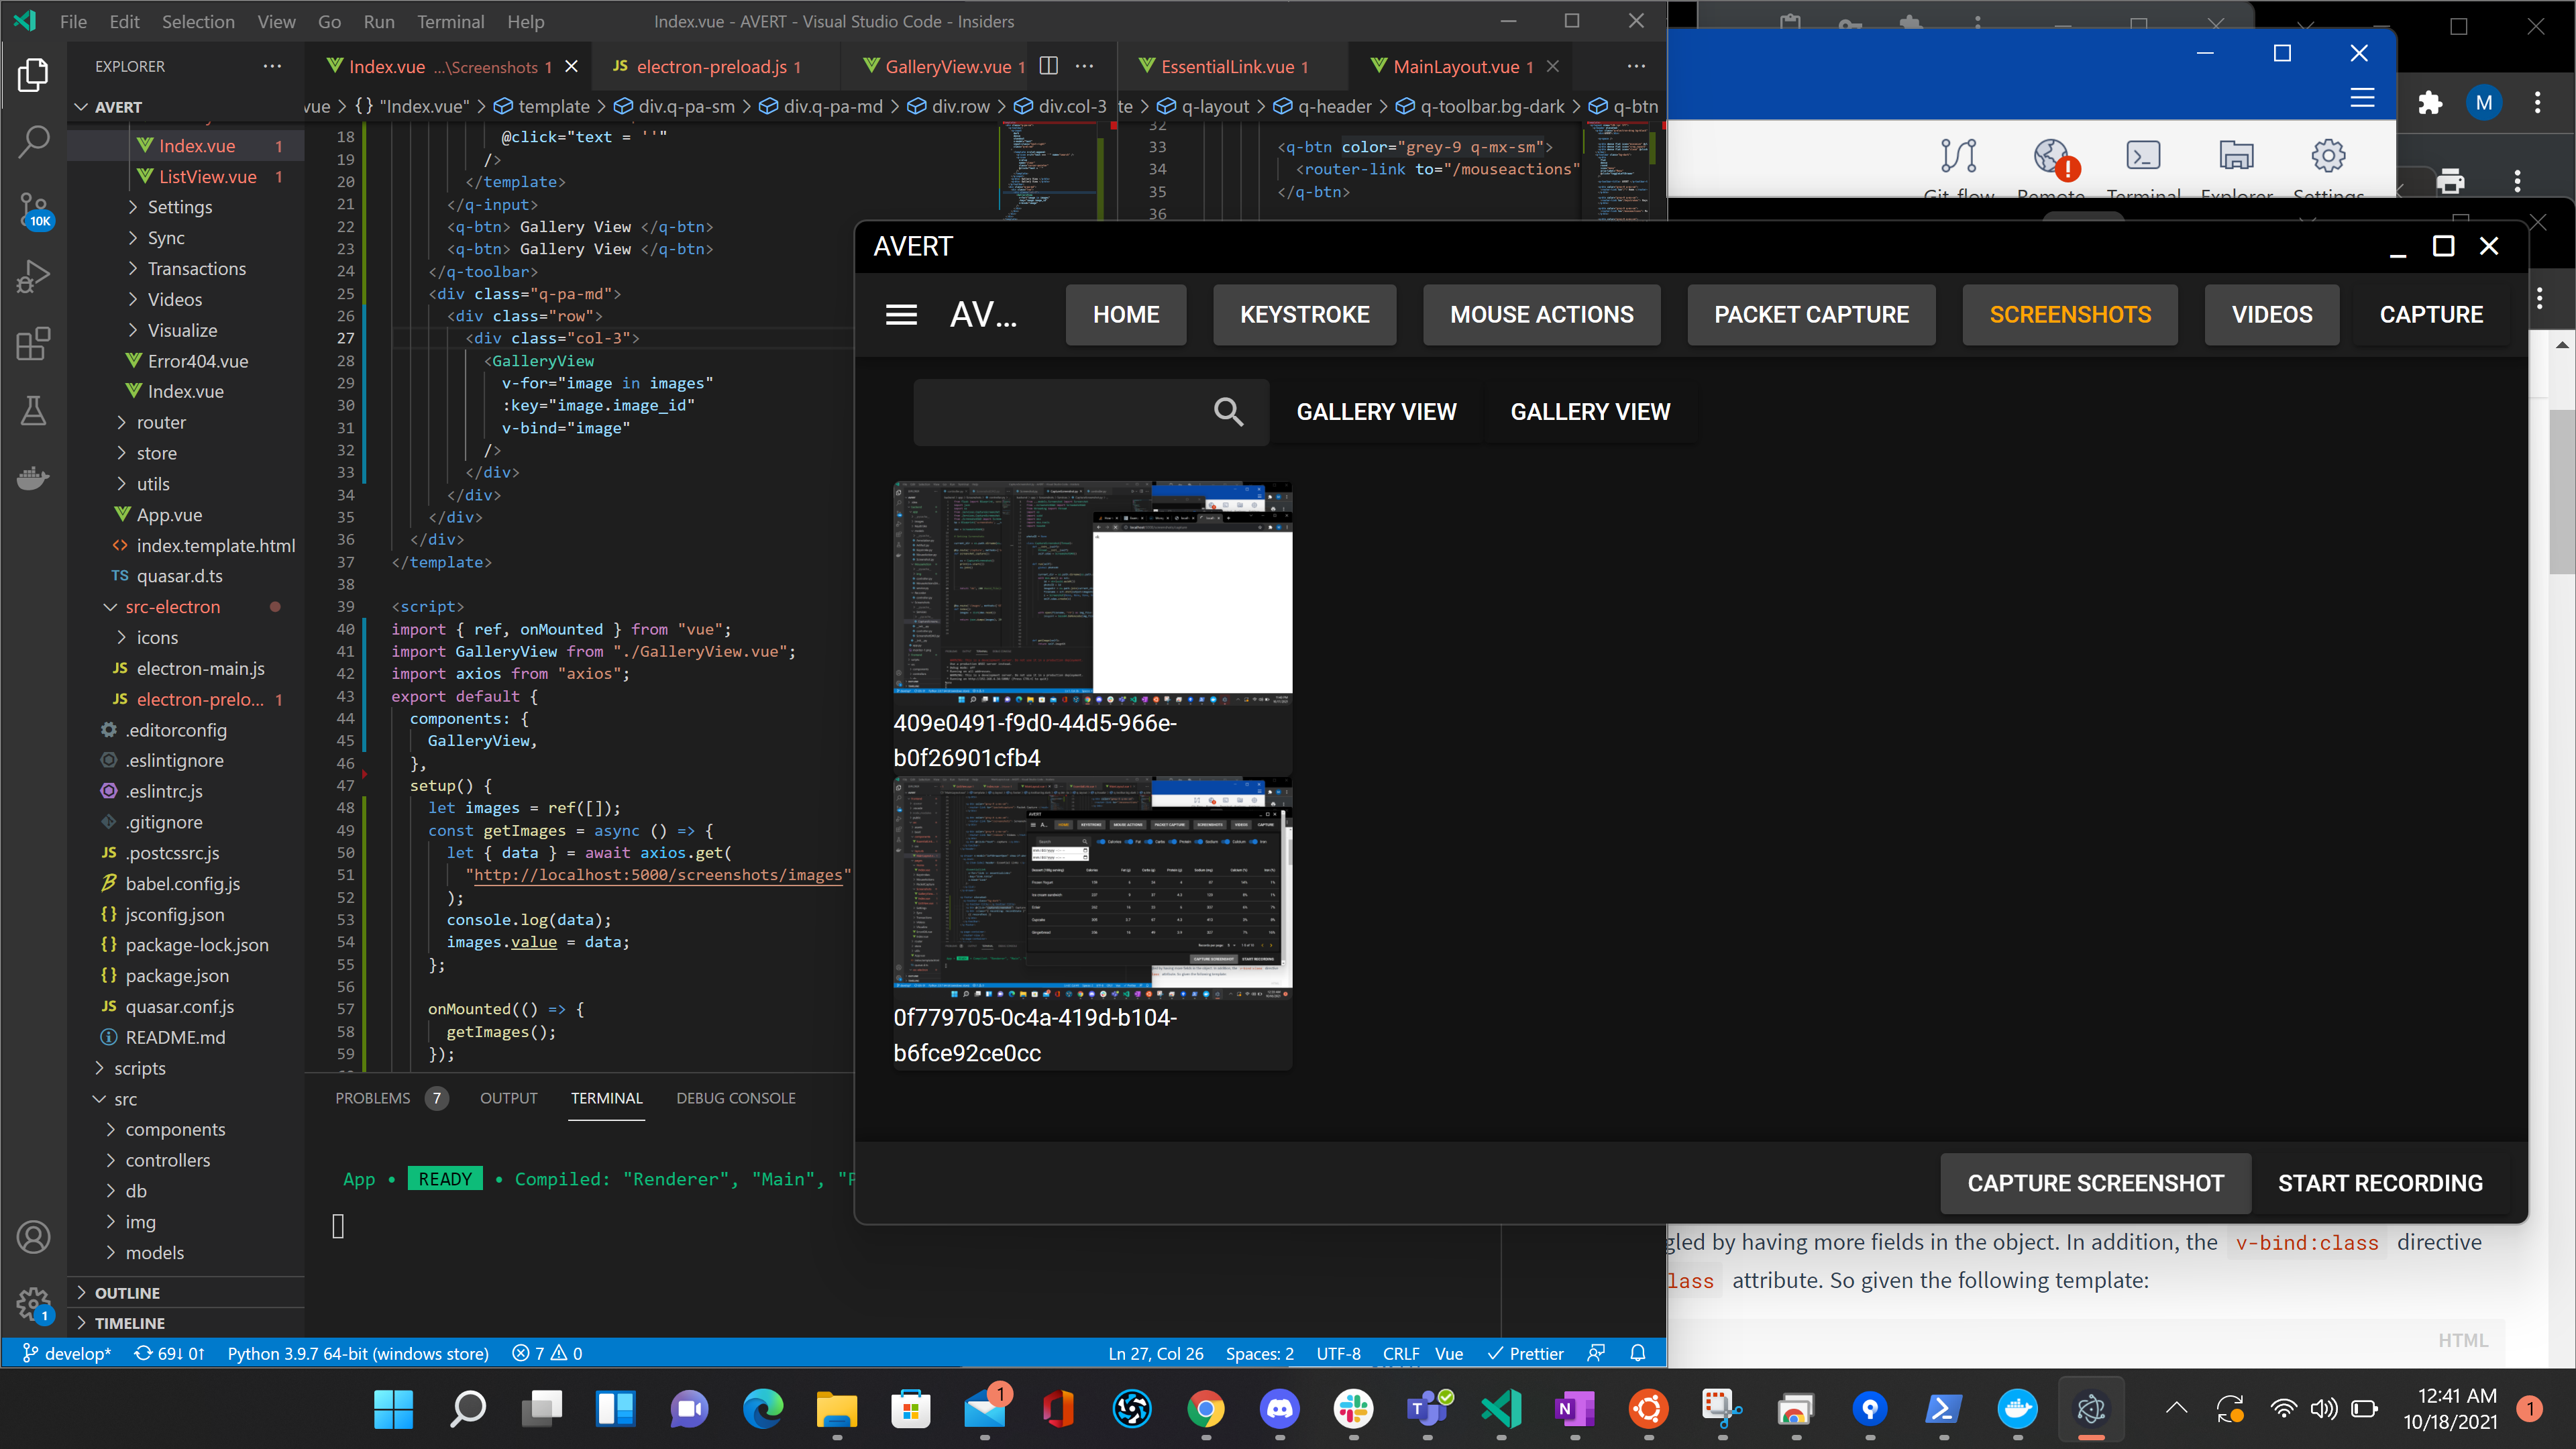 File Edit Selection View Go Run Terminal Help
Index.vue - AVERT - Visual Studio Code - Insiders
EXPLORER
AVERT
Index.vue 1
ListView.vue 1
Settings
Sync
Transactions
Videos
Visualize
Error404.vue
Index.vue
router
store
utils
App.vue
index.template.html
TS quasar.d.ts
src-electron
icons
JS electron-main.js
JS electron-prelo... 1
.editorconfig
.eslintignore
.eslintrc.js
.gitignore
JS .postcssrc.js
babel.config.js
{} jsconfig.json
{} package-lock.json
{} package.json
JS quasar.conf.js
README.md
scripts
src
components
controllers
db
img
models
OUTLINE
TIMELINE
10K
1
Index.vue ...\Screenshots 1
JS electron-preload.js 1
GalleryView.vue 1
EssentialLink.vue 1
MainLayout.vue 1
vue > {} "Index.vue" > template > div.q-pa-sm > div.q-pa-md > div.row > div.col-3
te > q-layout > q-header > q-toolbar.bg-dark > q-btn
18 @click="text = ''"
19 />
20 </template>
21 </q-input>
22 <q-btn> Gallery View </q-btn>
23 <q-btn> Gallery View </q-btn>
24 </q-toolbar>
25 <div class="q-pa-md">
26 <div class="row">
27 <div class="col-3">
28 <GalleryView
29 v-for="image in images"
30 :key="image.image_id"
31 v-bind="image"
32 />
33 </div>
34 </div>
35 </div>
36 </div>
37 </template>
38
39 <script>
40 import { ref, onMounted } from "vue";
41 import GalleryView from "./GalleryView.vue";
42 import axios from "axios";
43 export default {
44 components: {
45 GalleryView,
46 },
47 setup() {
48 let images = ref([]);
49 const getImages = async () => {
50 let { data } = await axios.get(
51 "http://localhost:5000/screenshots/images"
52 );
53 console.log(data);
54 images.value = data;
55 };
56
57 onMounted(() => {
58 getImages();
59 });
32
33 <q-btn color="grey-9 q-mx-sm">
34 <router-link to="/mouseactions"
35 </q-btn>
36
PROBLEMS 7 OUTPUT TERMINAL DEBUG CONSOLE
App • READY • Compiled: "Renderer", "Main", "P
develop* 69↓ 0↑ Python 3.9.7 64-bit (windows store) 7 0
Ln 27, Col 26 Spaces: 2 UTF-8 CRLF Vue Prettier
M
Git-flow Remote Terminal Explorer Settings
AVERT
AV... HOME KEYSTROKE MOUSE ACTIONS PACKET CAPTURE SCREENSHOTS VIDEOS CAPTURE
GALLERY VIEW GALLERY VIEW
409e0491-f9d0-44d5-966e-
b0f26901cfb4
0f779705-0c4a-419d-b104-
b6fce92ce0cc
CAPTURE SCREENSHOT START RECORDING
gled by having more fields in the object. In addition, the v-bind:class directive
lass attribute. So given the following template:
HTML
1
12:41 AM
10/18/2021
1